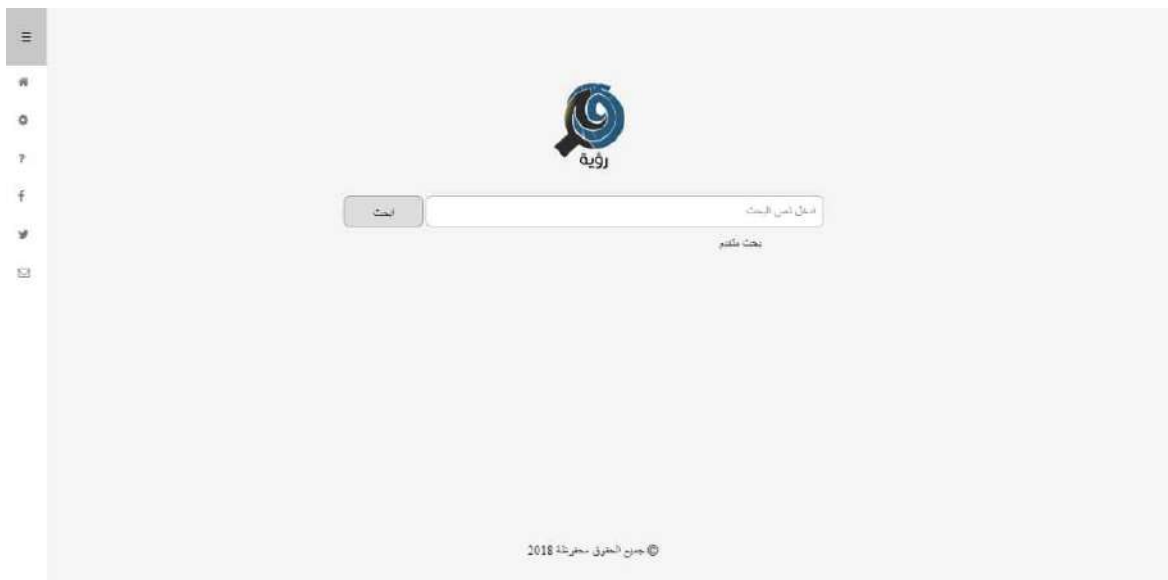 رؤية
ادخل نص البحث
ابحث
بحث متقدم
© جميع الحقوق محفوظة 2018